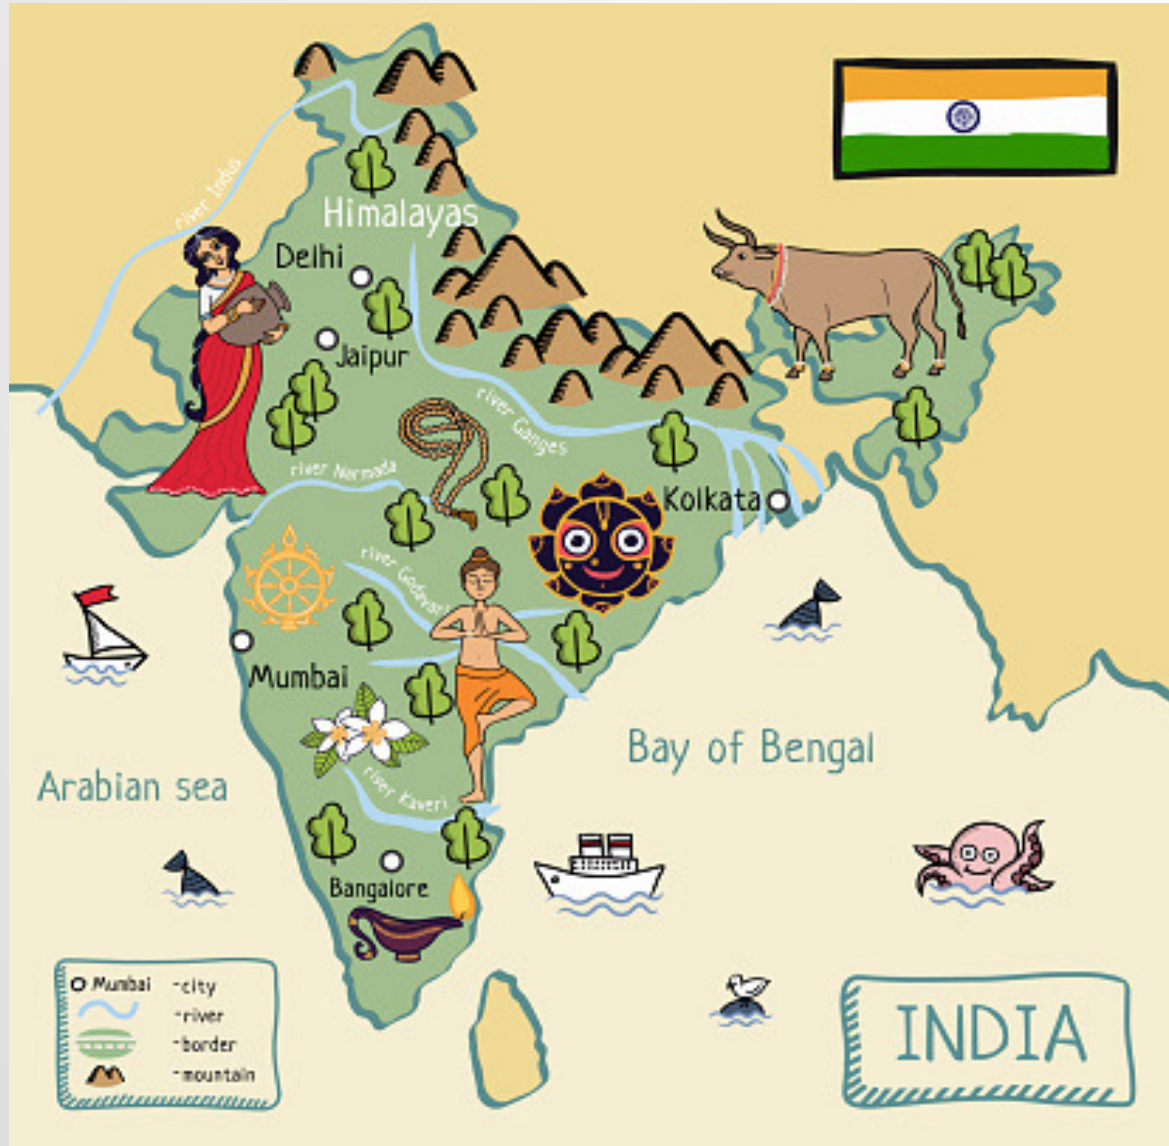 river Indus
Himalayas
Delhi
Jaipur
river Ganges
river Narmada
Kolkata
river Godavari
Mumbai
Bay of Bengal
Arabian sea
river Kaveri
Bangalore
Mumbai -city
-river
-border
-mountain
INDIA